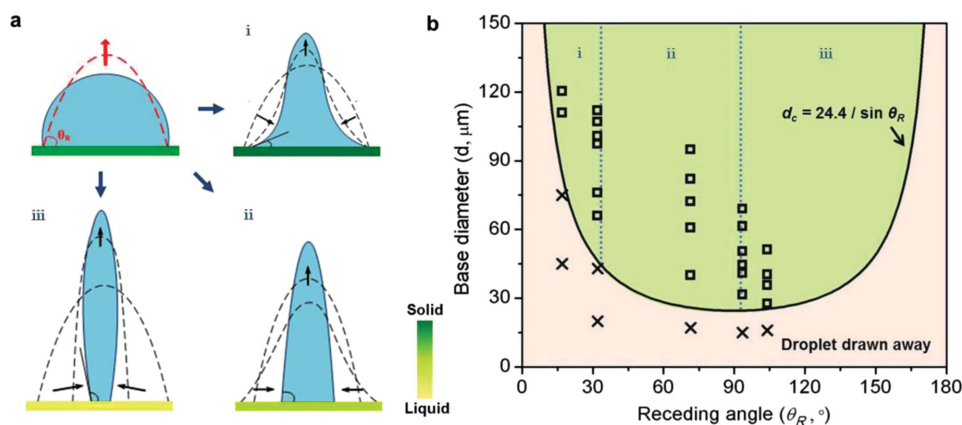 a
i
θR
iii
ii
Solid
Liquid
b
Base diameter (d, μm)
150
120
90
60
30
0
i
ii
iii
dc = 24.4 / sin θR
Droplet drawn away
0
30
60
90
120
150
180
Receding angle (θR, °)